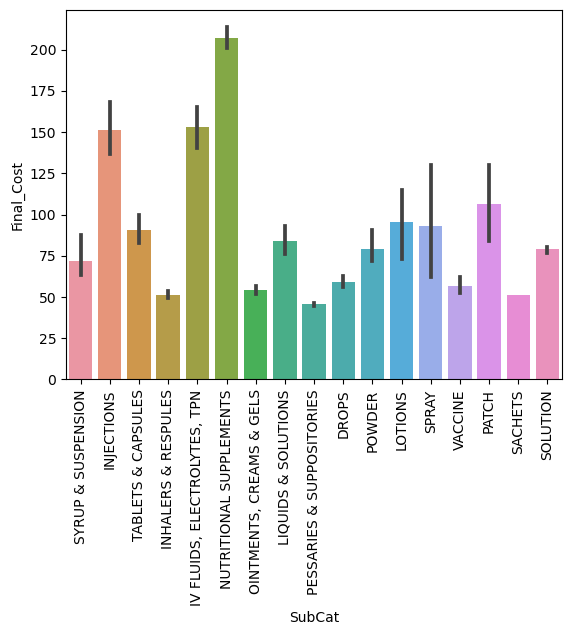 200
175
150
125
100
75
50
25
0
Final_Cost
SYRUP & SUSPENSION
INJECTIONS
TABLETS & CAPSULES
INHALERS & RESPULES
IV FLUIDS, ELECTROLYTES, TPN
NUTRITIONAL SUPPLEMENTS
OINTMENTS, CREAMS & GELS
LIQUIDS & SOLUTIONS
PESSARIES & SUPPOSITORIES
DROPS
POWDER
LOTIONS
SPRAY
VACCINE
PATCH
SACHETS
SOLUTION
SubCat